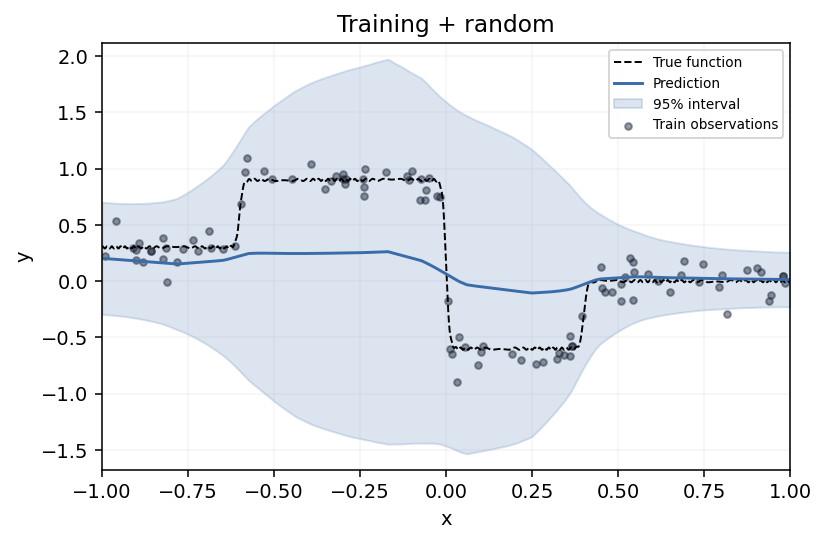 Training + random
True function
Prediction
95% interval
Train observations
2.0
1.5
1.0
0.5
0.0
−0.5
−1.0
−1.5
y
−1.00 −0.75 −0.50 −0.25 0.00 0.25 0.50 0.75 1.00
x